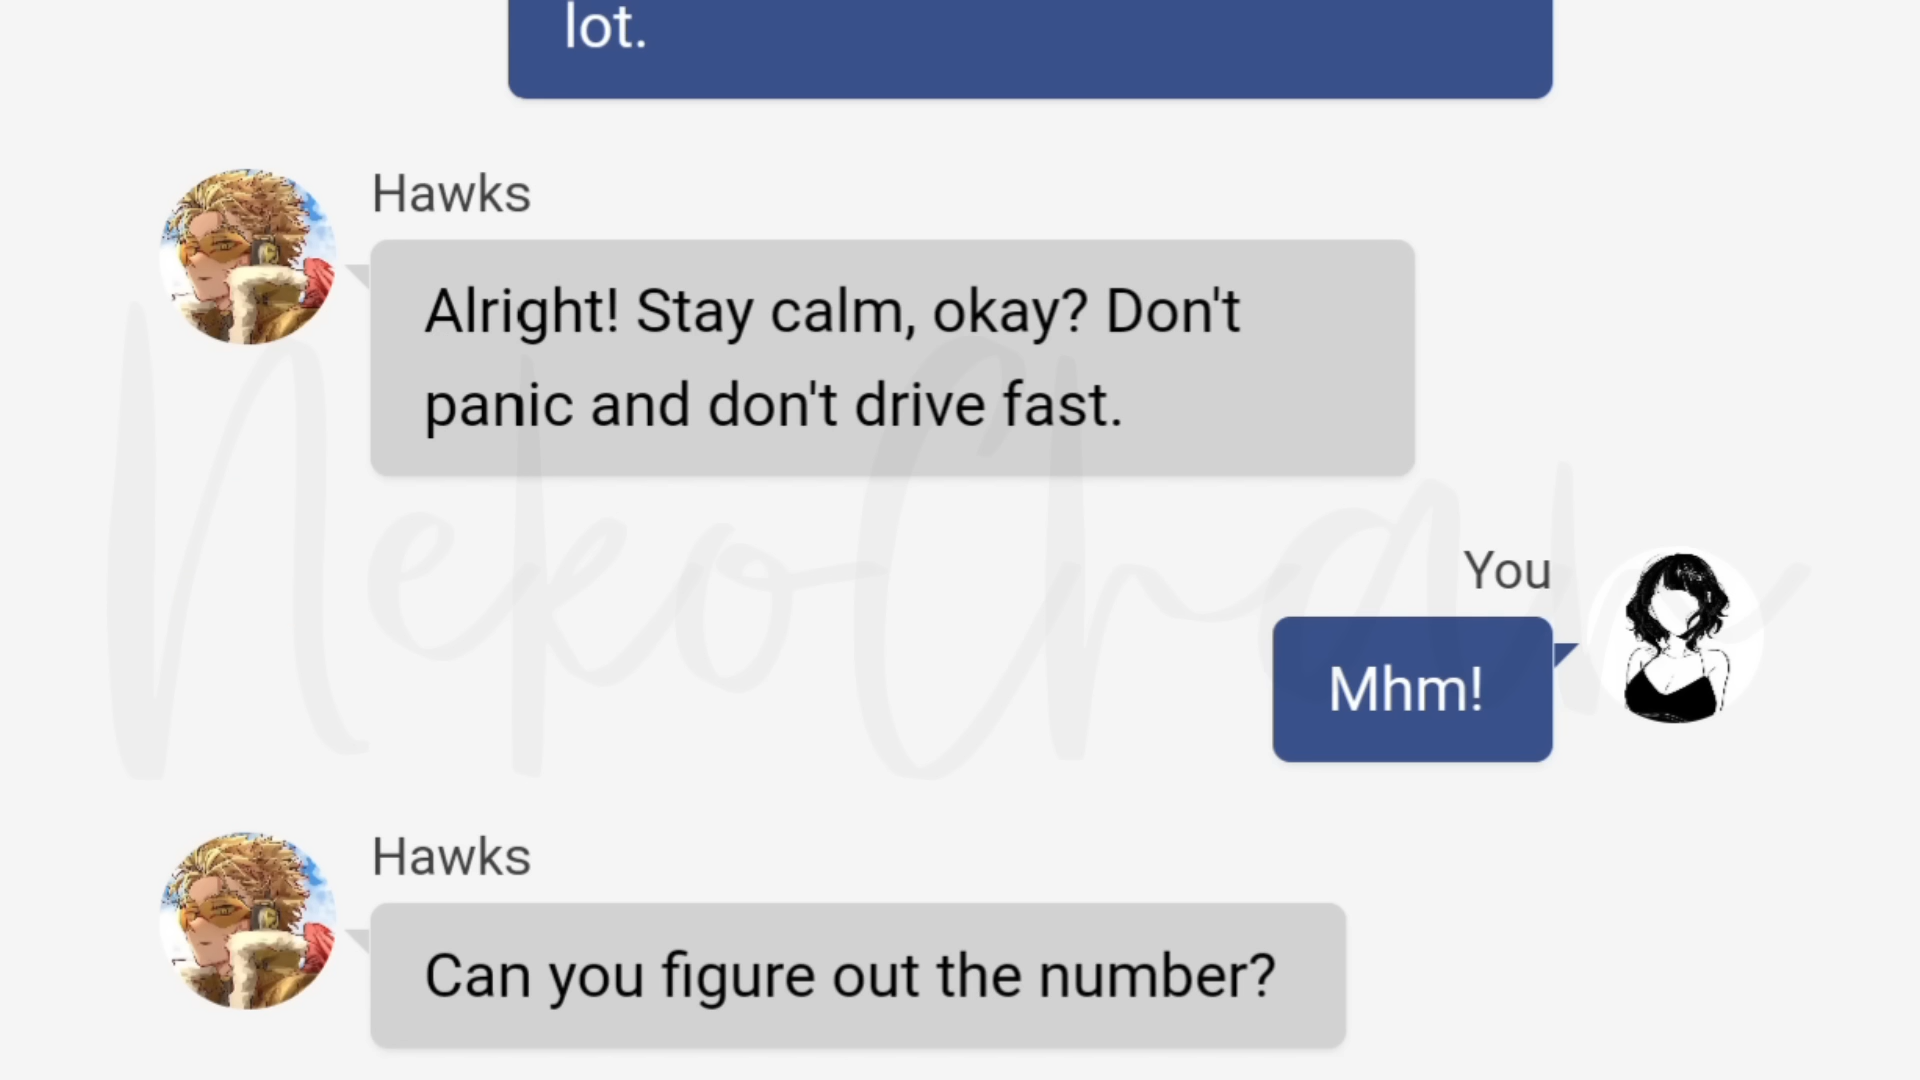 lot.
Hawks
Alright! Stay calm, okay? Don't
panic and don't drive fast.
You
Mhm!
Hawks
Can you figure out the number?
NekoChan